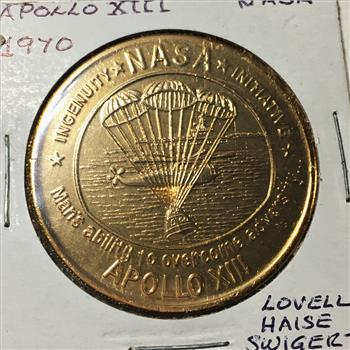 APOLLO XIII
NASA
1970
★ INGENUITY ★ NASA ★ INITIATIVE ★
Man's ability to overcome adversity...
APOLLO XIII
LOVELL
HAISE
SWIGERT